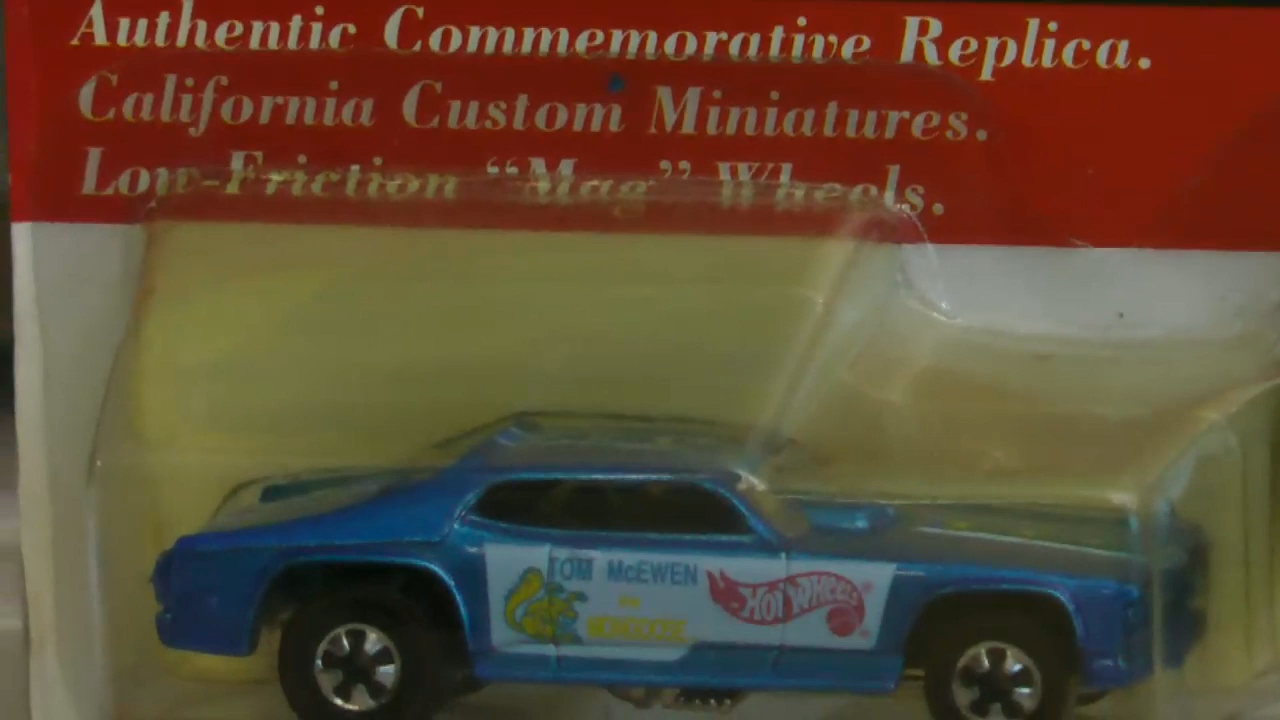 Authentic Commemorative Replica.
California Custom Miniatures.
Low-Friction “Mag” Wheels.
TOM McEWEN
HOT WHEELS
MONGOOSE